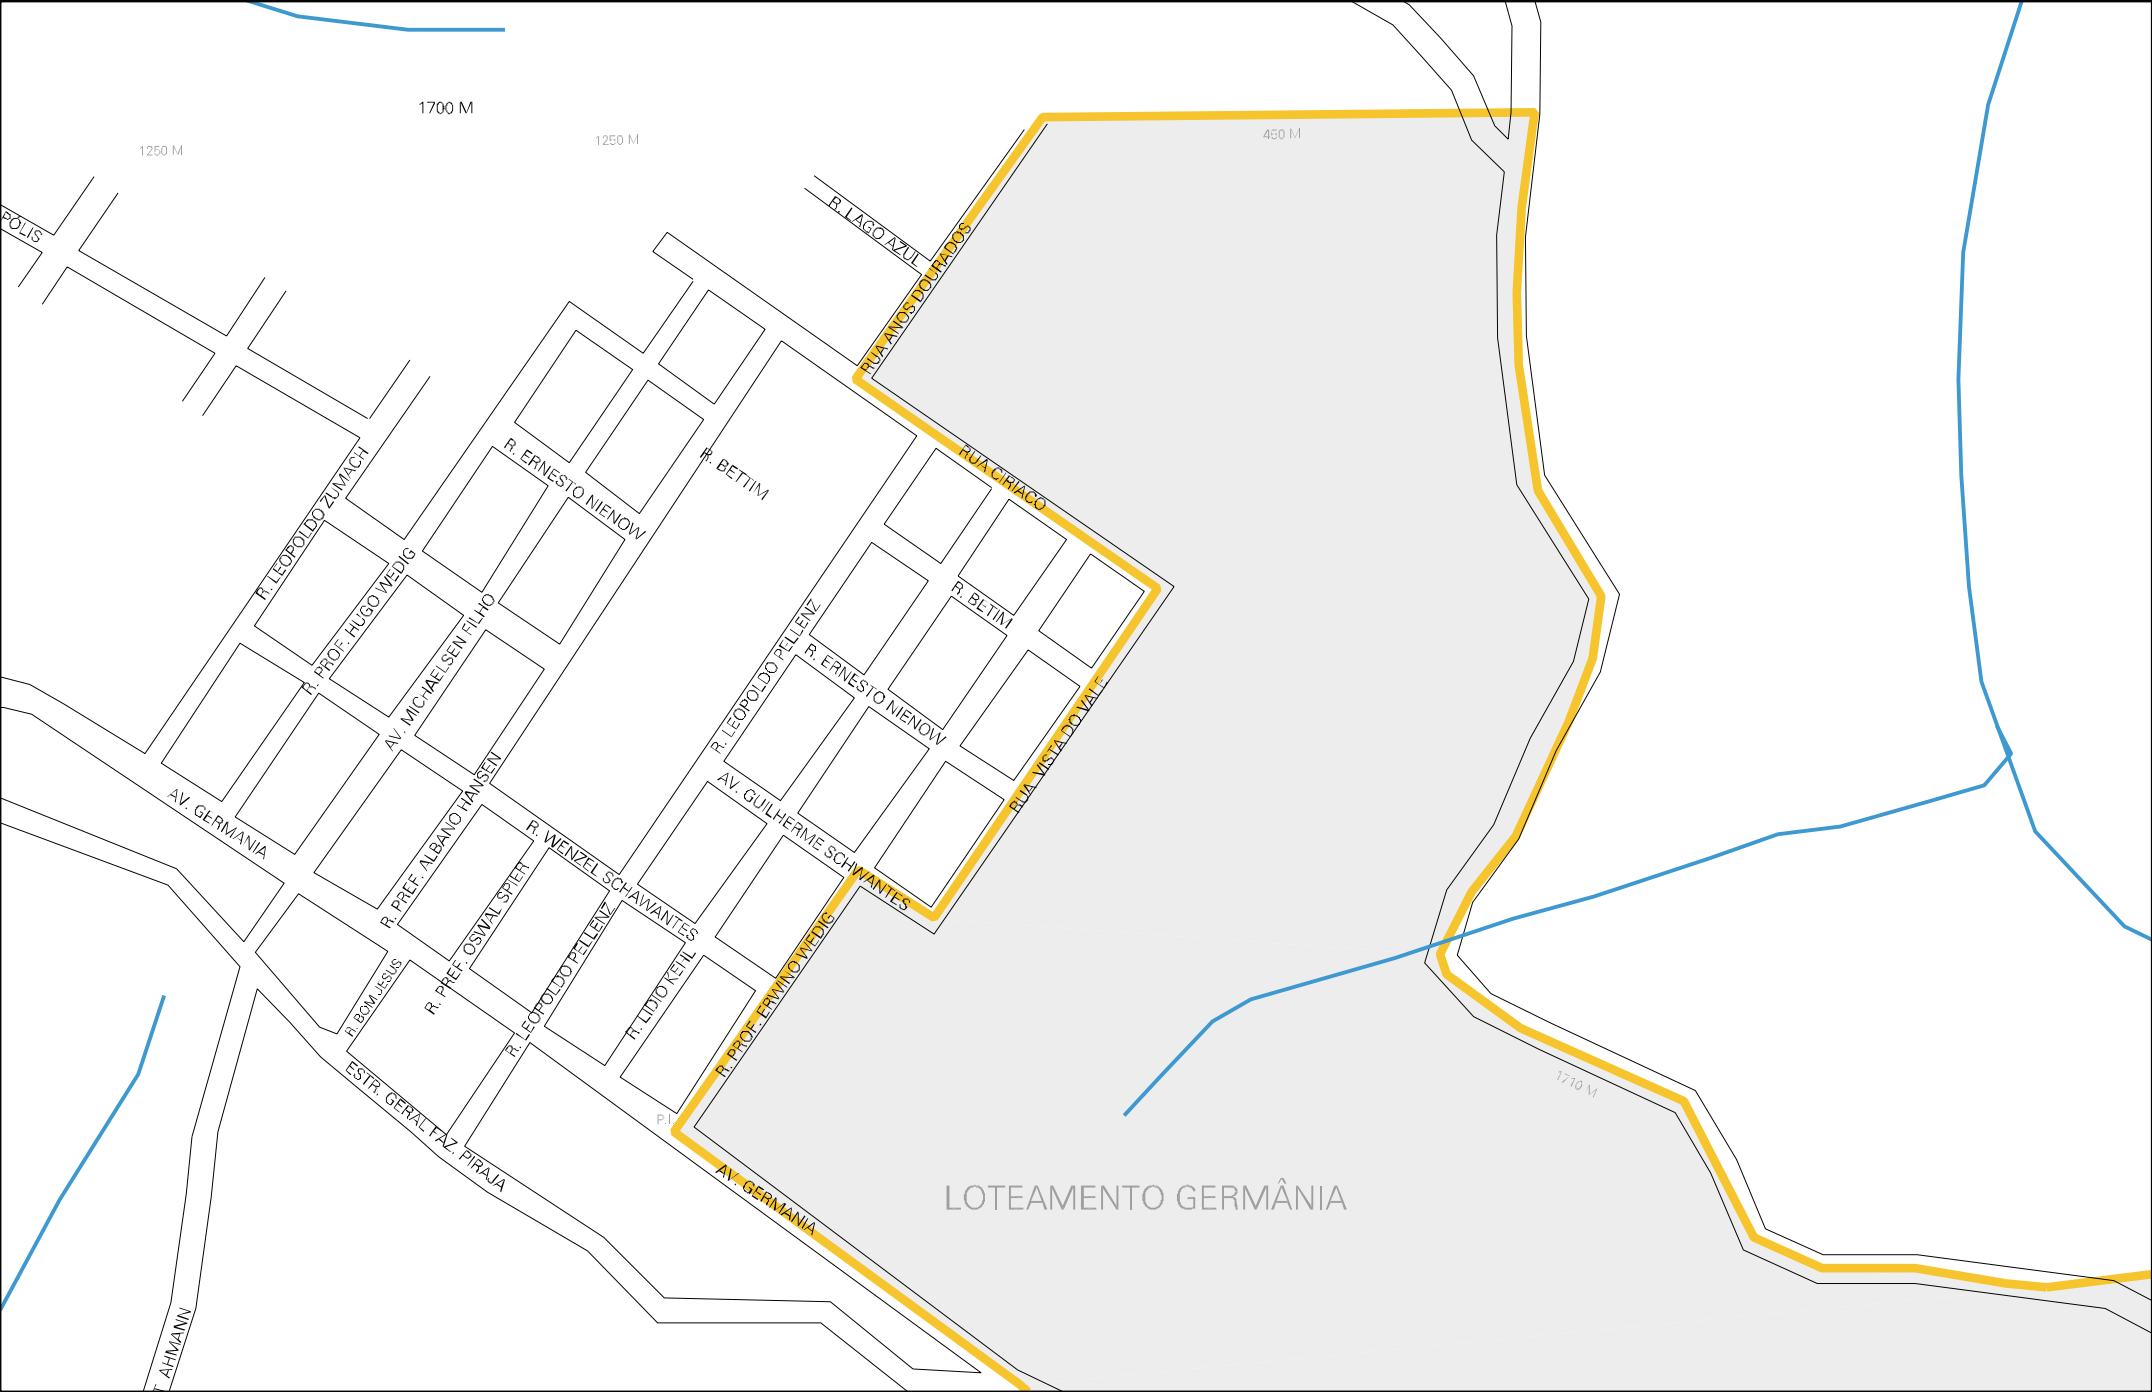 1700 M
450 M
1250 M
1250 M
R. LAGO AZUL
PÓLIS
RUA ANOS DOURADOS
R. ERNESTO NIENOW
R. BETTIM
RUA CIRIACO
R. LEOPOLDO ZUMACH
R. PROF. HUGO WEDIG
AV. MICHAELSEN FILHO
R. BETIM
R. LEOPOLDO PELLENZ
R. ERNESTO NIENOW
RUA VISTA DO VALE
AV. GERMANIA
R. PREF. ALBANO HANSEN
AV. GUILHERME SCHWANTES
R. WENZEL SCHAWANTES
R. PREF. OSWAL SPIER
R. LEOPOLDO PELLENZ
R. PROF. ERWINO WEDIG
R. LIDIO KEHL
R. BOM JESUS
ESTR. GERAL FAZ. PIRAJA
P.I.
1710 M
AV. GERMANIA
LOTEAMENTO GERMÂNIA
T. AHMANN